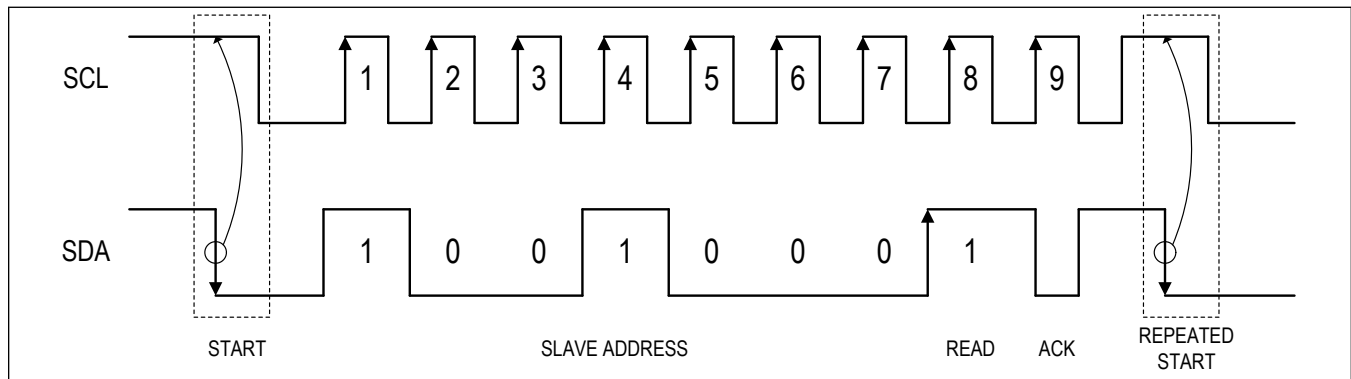 SCL
1 2 3 4 5 6 7 8 9
SDA
1 0 0 1 0 0 0 1
START
SLAVE ADDRESS
READ
ACK
REPEATED
START